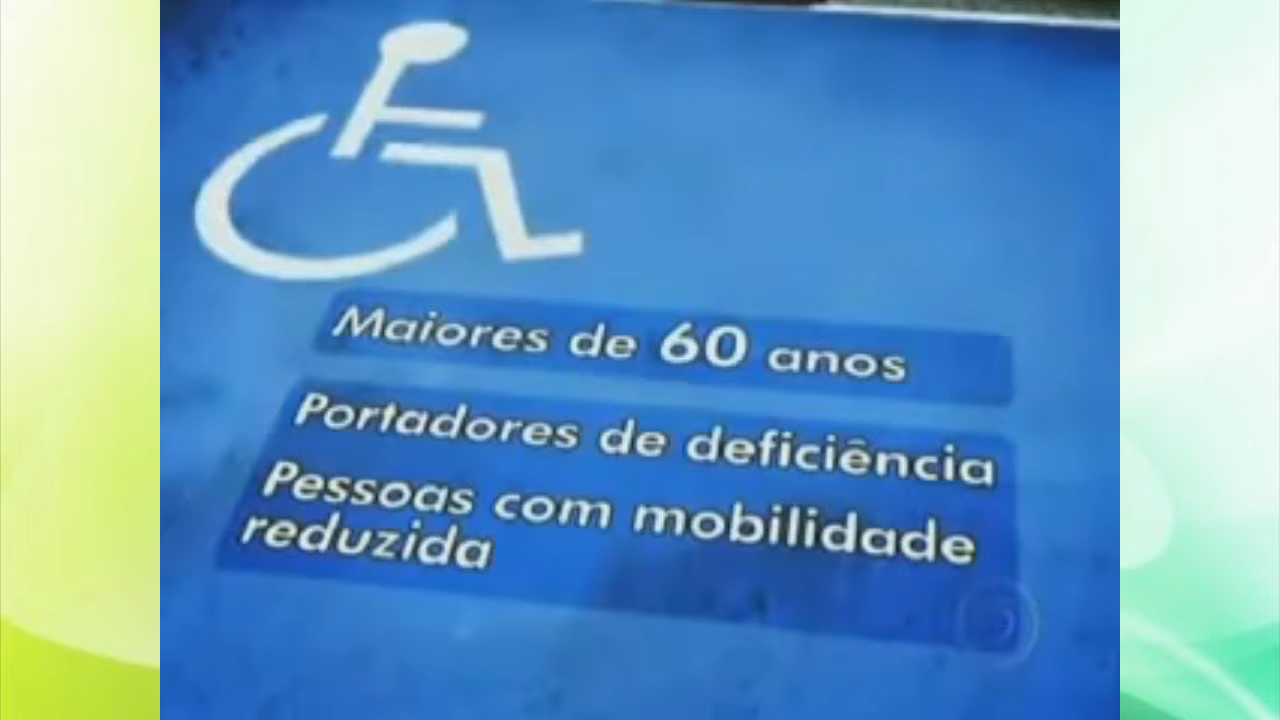 Maiores de 60 anos
Portadores de deficiência
Pessoas com mobilidade
reduzida